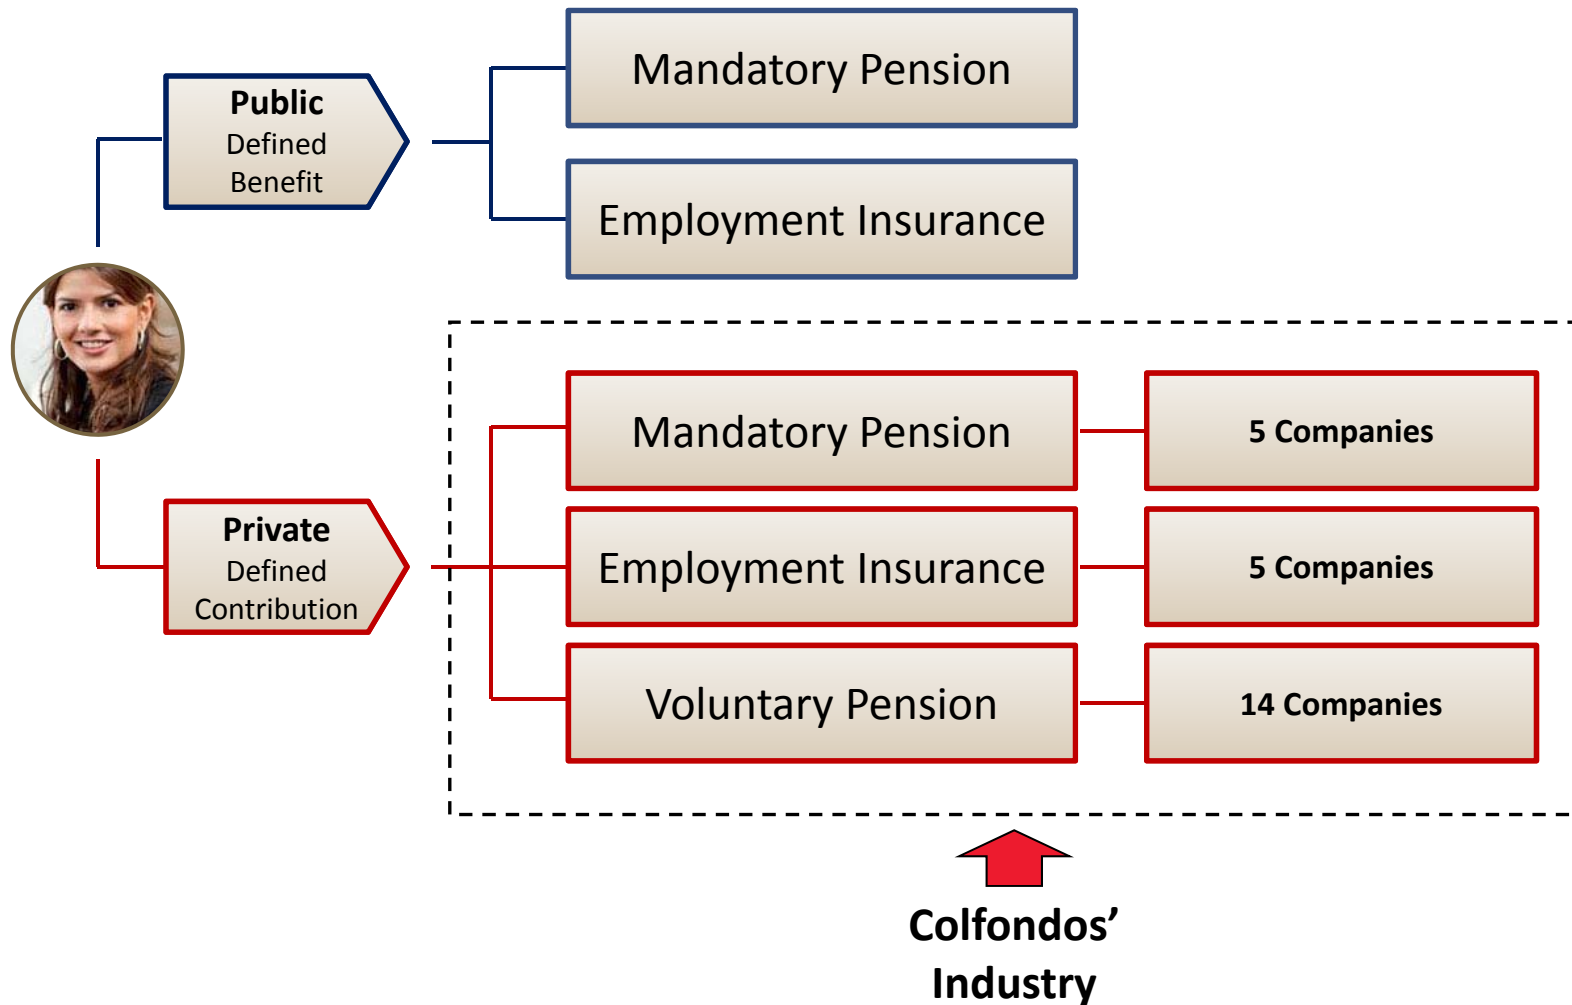 Public
Defined
Benefit
Mandatory Pension
Employment Insurance
Private
Defined
Contribution
Mandatory Pension
5 Companies
Employment Insurance
5 Companies
Voluntary Pension
14 Companies
Colfondos’
Industry